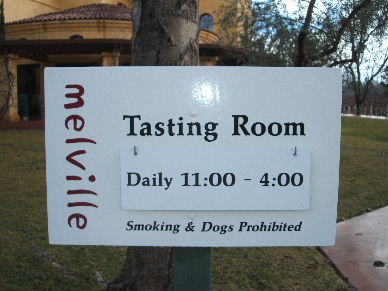 melville
Tasting Room
Daily 11:00 - 4:00
Smoking & Dogs Prohibited